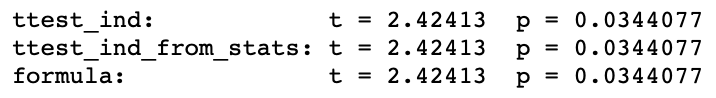 ttest_ind:            t = 2.42413  p = 0.0344077
ttest_ind_from_stats: t = 2.42413  p = 0.0344077
formula:              t = 2.42413  p = 0.0344077